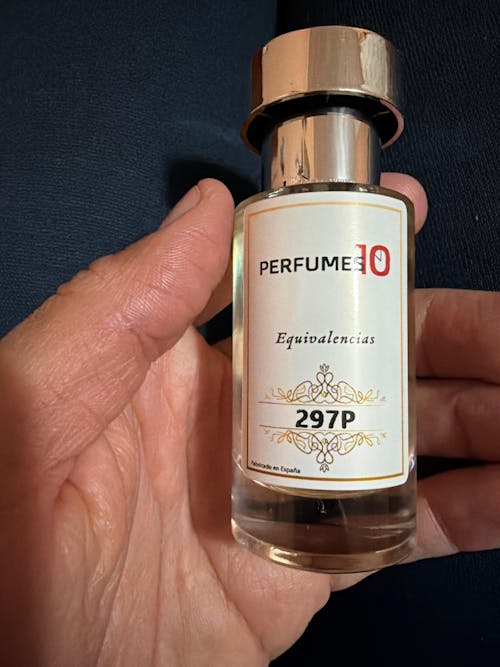 PERFUMES10
Equivalencias
297P
Fabricado en España